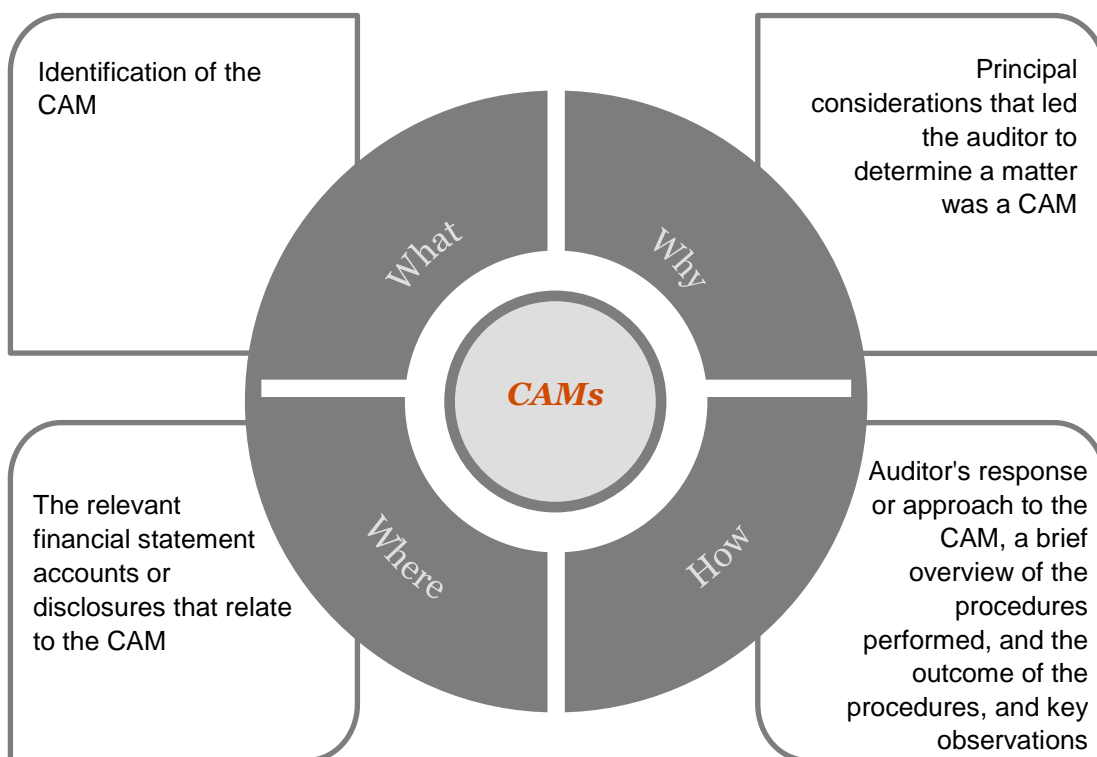 Identification of the
CAM
Principal
considerations that led
the auditor to
determine a matter
was a CAM
What
Why
CAMs
Where
How
The relevant
financial statement
accounts or
disclosures that relate
to the CAM
Auditor's response
or approach to the
CAM, a brief
overview of the
procedures
performed, and the
outcome of the
procedures, and key
observations